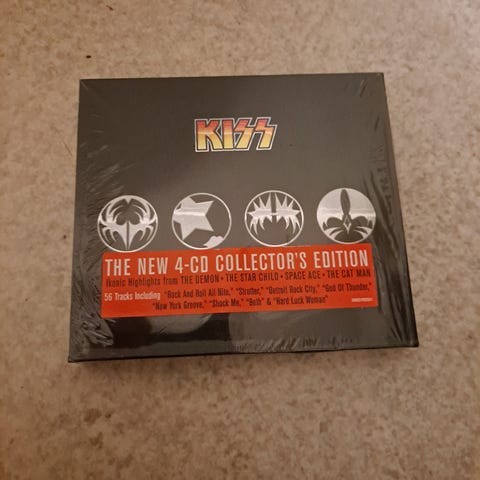 KISS
THE NEW 4-CD COLLECTOR'S EDITION
Ikonic Highlights from THE DEMON • THE STAR CHILD • SPACE ACE • THE CAT MAN
56 Tracks Including "Rock And Roll All Nite," "Strutter," "Detroit Rock City," "God Of Thunder,"
"New York Groove," "Shock Me," "Beth" & "Hard Luck Woman"